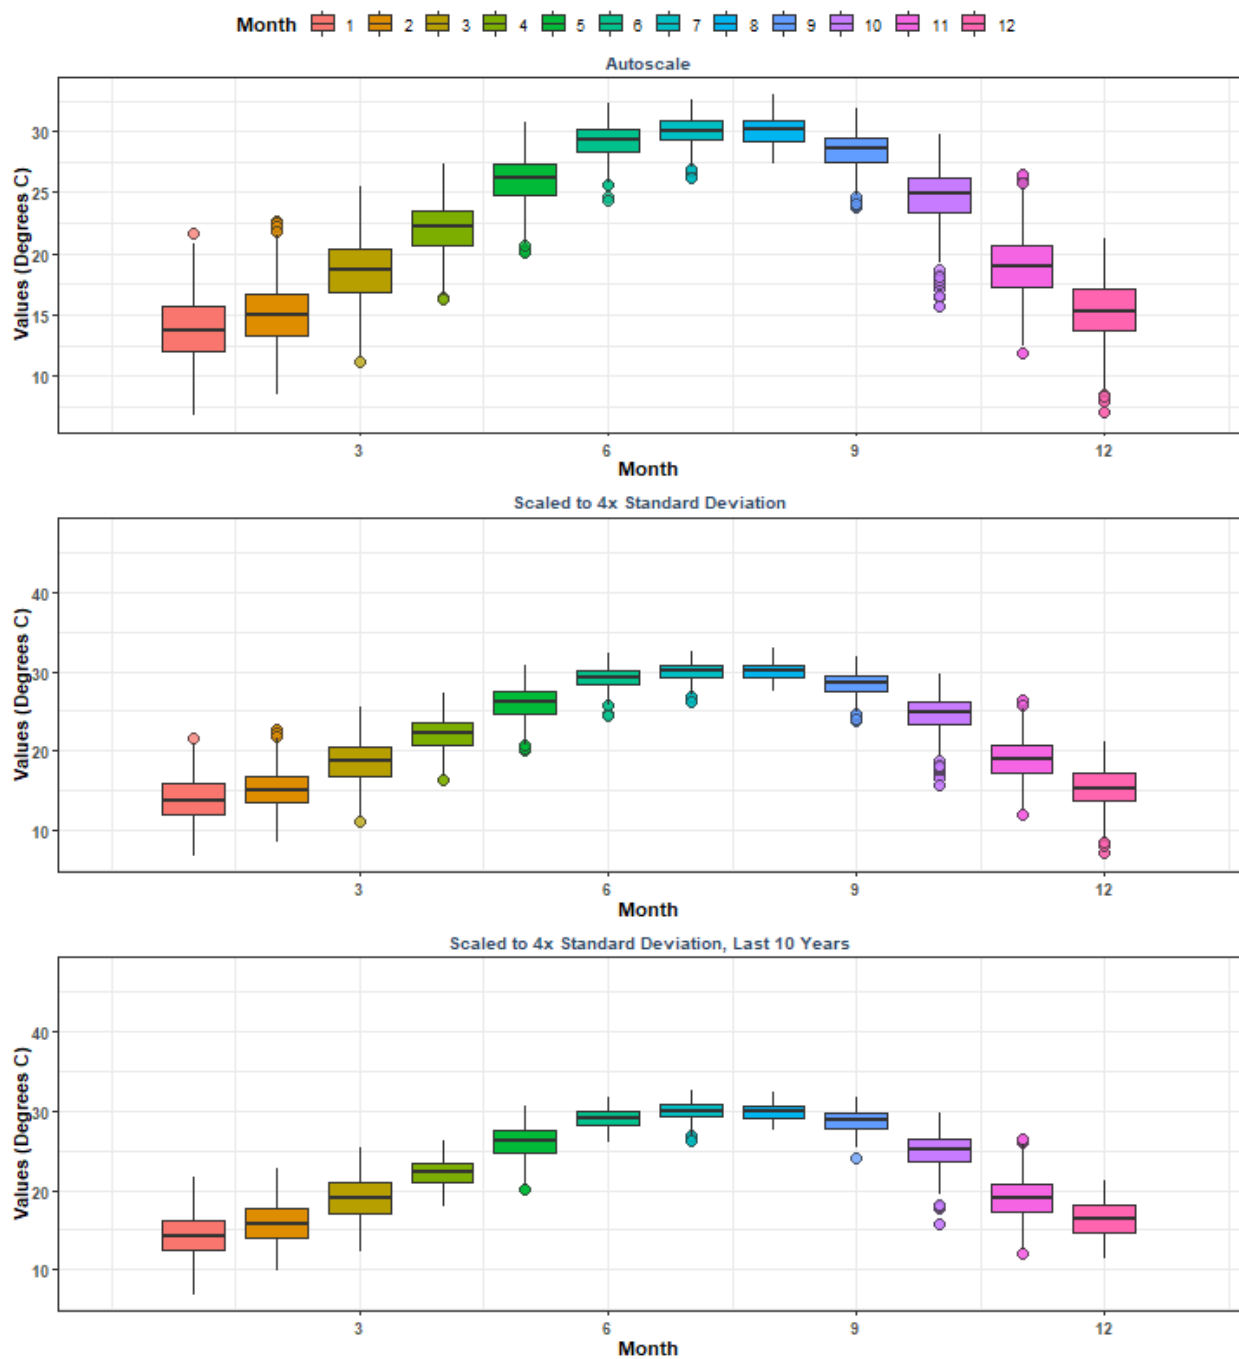 Month 1 2 3 4 5 6 7 8 9 10 11 12
Autoscale
Values (Degrees C)
30
25
20
15
10
3 6 9 12
Month
Scaled to 4x Standard Deviation
Values (Degrees C)
40
30
20
10
3 6 9 12
Month
Scaled to 4x Standard Deviation, Last 10 Years
Values (Degrees C)
40
30
20
10
3 6 9 12
Month